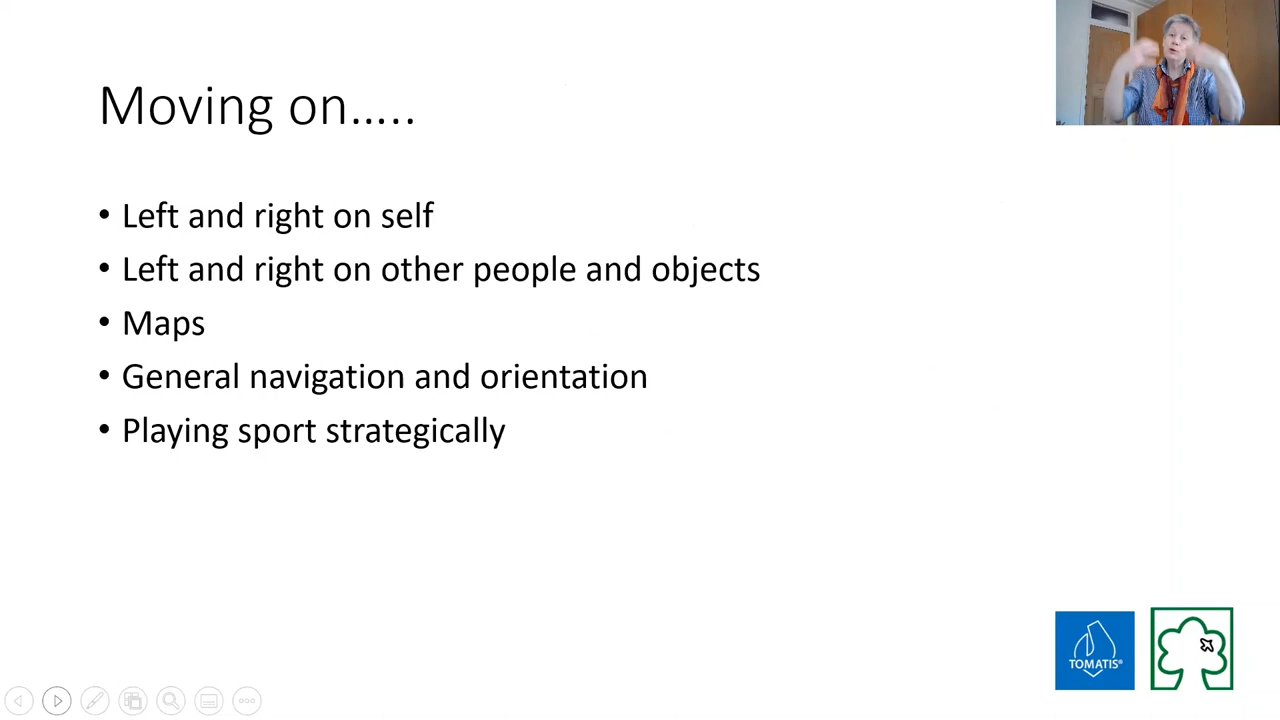 Moving on…..
• Left and right on self
• Left and right on other people and objects
• Maps
• General navigation and orientation
• Playing sport strategically
TOMATIS®